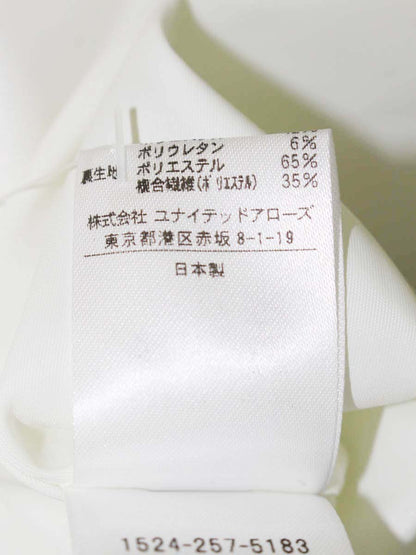 ポリウレタン 6%
裏生地 ポリエステル 65%
複合繊維(ポリエステル) 35%
株式会社 ユナイテッドアローズ
東京都港区赤坂 8-1-19
日本製
1524-257-5183